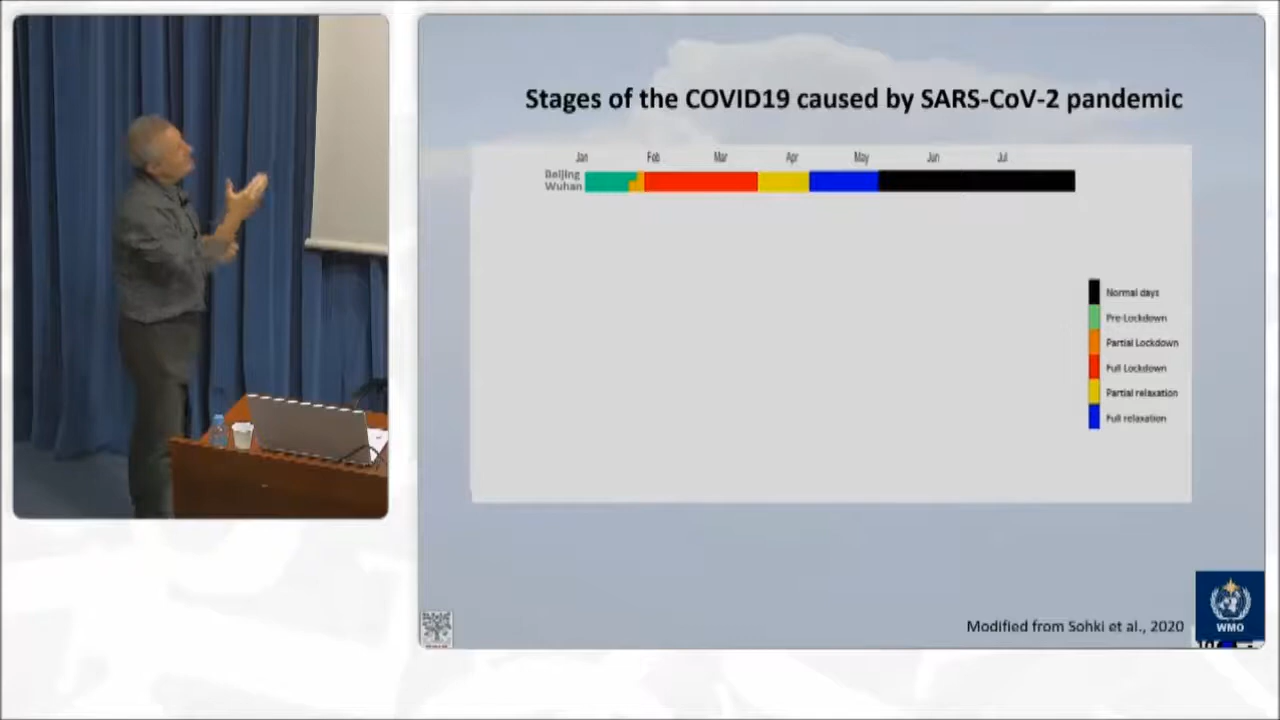 Stages of the COVID19 caused by SARS-CoV-2 pandemic
Jan Feb Mar Apr May Jun Jul
Beijing
Wuhan
Normal days
Pre-Lockdown
Partial Lockdown
Full Lockdown
Partial relaxation
Full relaxation
WMO
Modified from Sohki et al., 2020